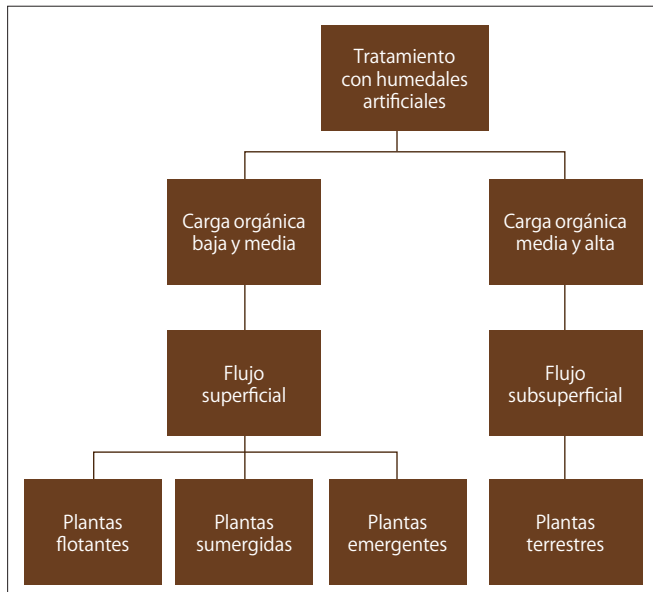 Tratamiento
con humedales
artificiales
Carga orgánica
baja y media
Carga orgánica
media y alta
Flujo
superficial
Flujo
subsuperficial
Plantas
flotantes
Plantas
sumergidas
Plantas
emergentes
Plantas
terrestres